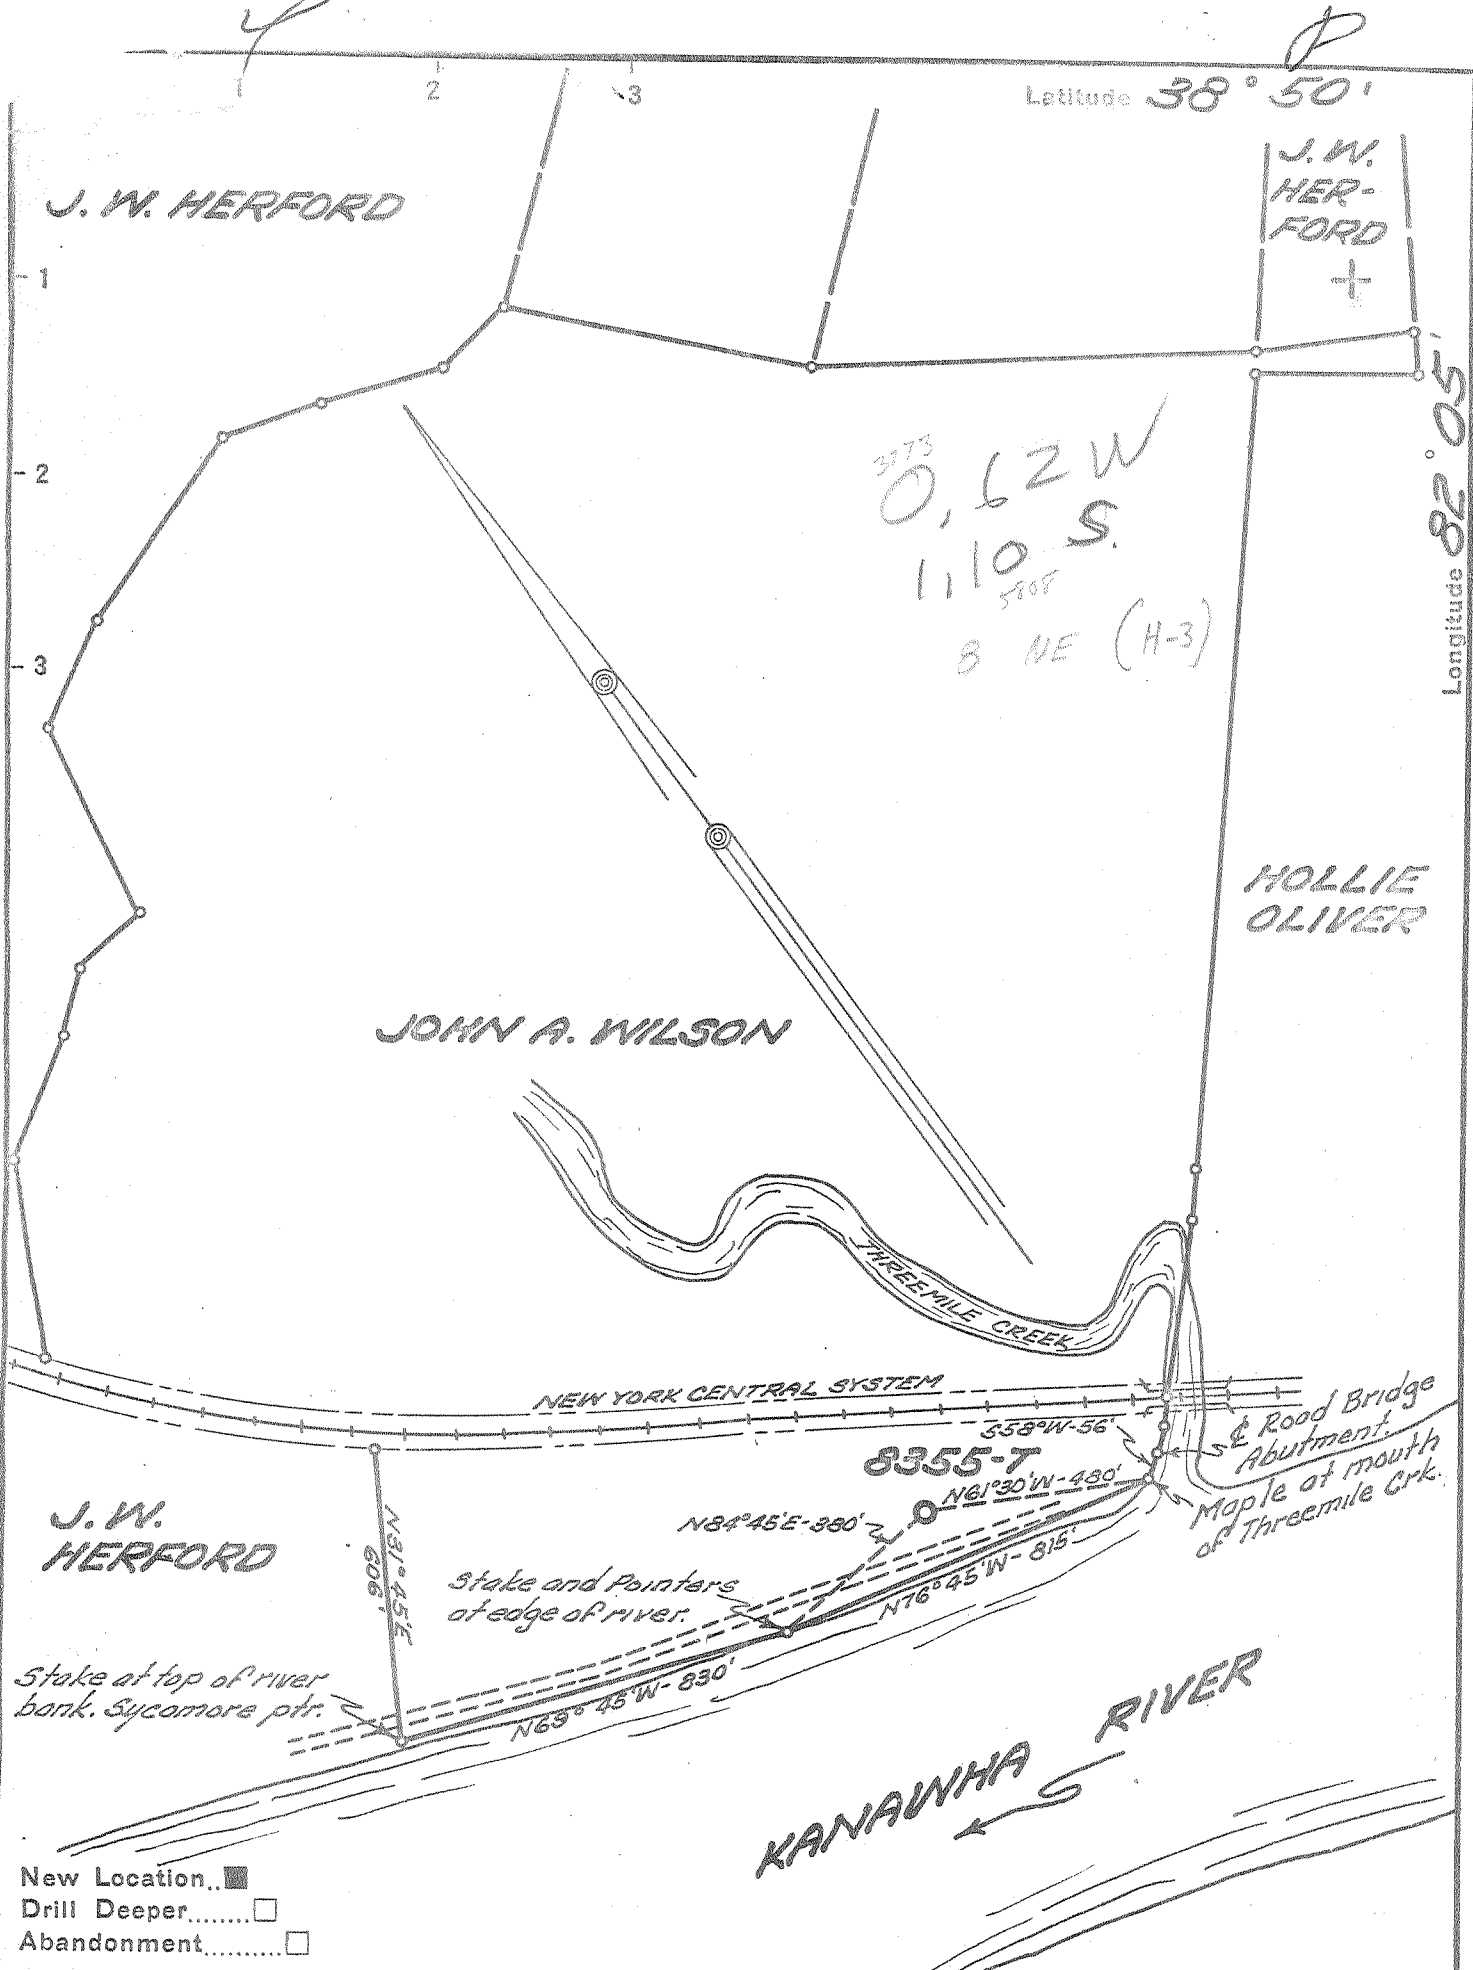 1
2
3
Latitude 38° 50'
J. W. HERFORD
J. W.
HER-
FORD
+
1
2
3
Longitude 82° 05'
3773
0.62 W
1.10 S.
5808
8 NE (H-3)
HOLLIE
OLIVER
JOHN A. WILSON
THREEMILE CREEK
NEW YORK CENTRAL SYSTEM
S58°W-56'
℄ Road Bridge
Abutment.
8355-T
N61°30'W-480'
Maple at mouth
of Threemile Crk.
N84°45'E-380'
J. W.
HERFORD
N31°45'E
606'
Stake and Pointers
at edge of river.
N76°45'W-815'
Stake at top of river
bank. Sycamore ptr.
N69°45'W-830'
KANAWHA RIVER
New Location..
Drill Deeper........
Abandonment..........